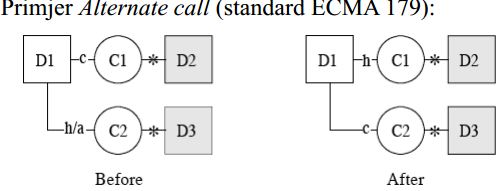 Primjer Alternate call (standard ECMA 179):
D1 c C1 * D2 D1 h C1 * D2
h/a C2 * D3 c C2 * D3
Before After